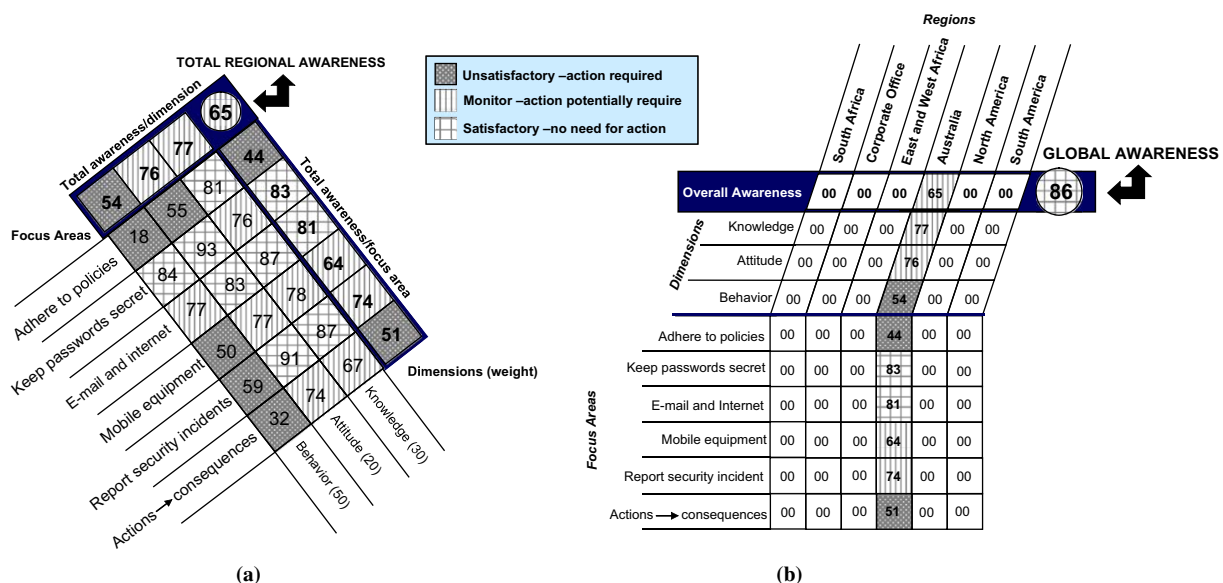 TOTAL REGIONAL AWARENESS
Total awareness/dimension
65
54 76 77
44 83 81 64 74 51
Total awareness/focus area
Focus Areas
18 55 81
84 93 76
77 83 87
50 77 78
59 91 87
32 74 67
Adhere to policies
Keep passwords secret
E-mail and internet
Mobile equipment
Report security incidents
Actions → consequences
Dimensions (weight)
Behavior (50)
Attitude (20)
Knowledge (30)
Unsatisfactory –action required
Monitor –action potentially require
Satisfactory –no need for action
(a)
Regions
South Africa
Corporate Office
East and West Africa
Australia
North America
South America
GLOBAL AWARENESS
Overall Awareness 00 00 00 65 00 00 86
Dimensions
Knowledge 00 00 00 77 00 00
Attitude 00 00 00 76 00 00
Behavior 00 00 00 54 00 00
Focus Areas
Adhere to policies 00 00 00 44 00 00
Keep passwords secret 00 00 00 83 00 00
E-mail and Internet 00 00 00 81 00 00
Mobile equipment 00 00 00 64 00 00
Report security incident 00 00 00 74 00 00
Actions → consequences 00 00 00 51 00 00
(b)